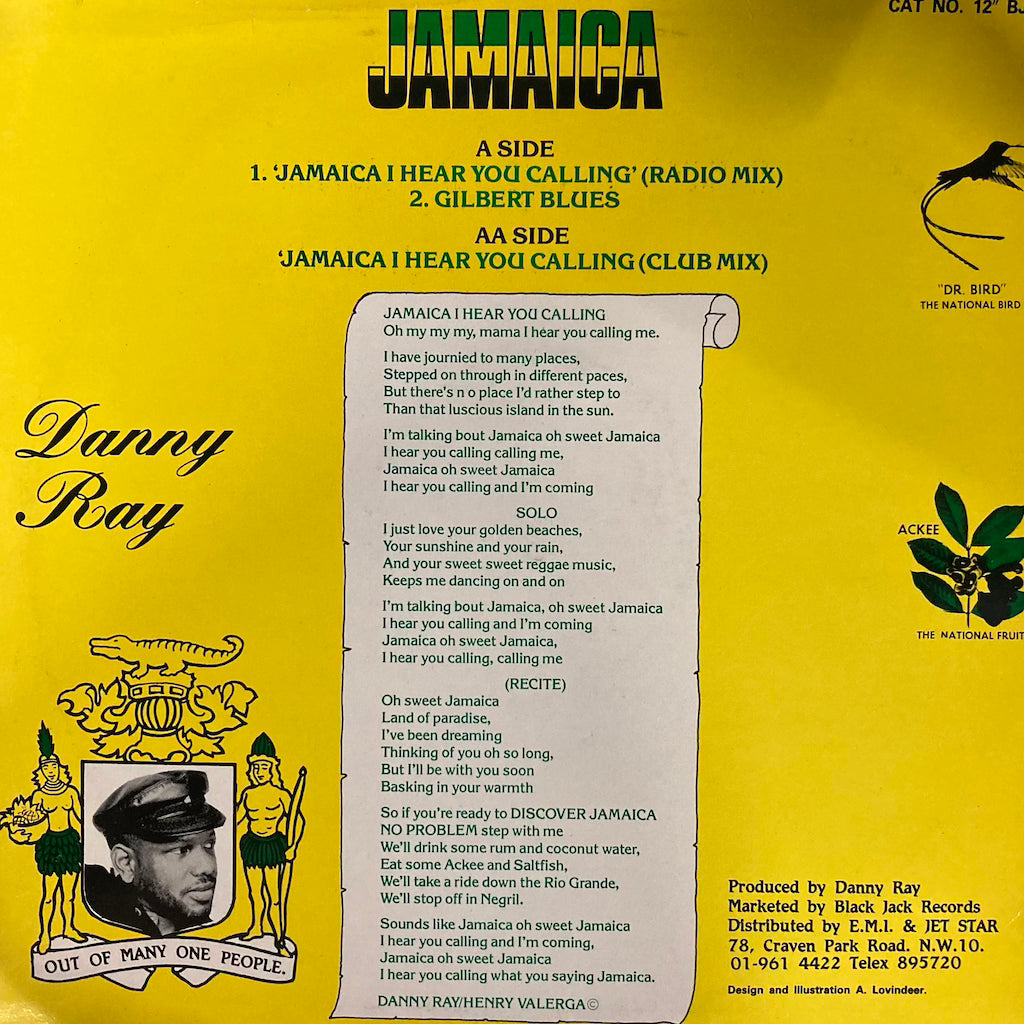 CAT NO. 12" BJ
JAMAICA
A SIDE
1. 'JAMAICA I HEAR YOU CALLING' (RADIO MIX)
2. GILBERT BLUES
AA SIDE
'JAMAICA I HEAR YOU CALLING (CLUB MIX)
"DR. BIRD"
THE NATIONAL BIRD
JAMAICA I HEAR YOU CALLING
Oh my my my, mama I hear you calling me.
I have journied to many places,
Stepped on through in different paces,
But there's n o place I'd rather step to
Than that luscious island in the sun.
I'm talking bout Jamaica oh sweet Jamaica
I hear you calling calling me,
Jamaica oh sweet Jamaica
I hear you calling and I'm coming
SOLO
I just love your golden beaches,
Your sunshine and your rain,
And your sweet sweet reggae music,
Keeps me dancing on and on
I'm talking bout Jamaica, oh sweet Jamaica
I hear you calling and I'm coming
Jamaica oh sweet Jamaica,
I hear you calling, calling me
(RECITE)
Oh sweet Jamaica
Land of paradise,
I've been dreaming
Thinking of you oh so long,
But I'll be with you soon
Basking in your warmth
So if you're ready to DISCOVER JAMAICA
NO PROBLEM step with me
We'll drink some rum and coconut water,
Eat some Ackee and Saltfish,
We'll take a ride down the Rio Grande,
We'll stop off in Negril.
Sounds like Jamaica oh sweet Jamaica
I hear you calling and I'm coming,
Jamaica oh sweet Jamaica
I hear you calling what you saying Jamaica.
DANNY RAY/HENRY VALERGA©
Danny
Ray
ACKEE
THE NATIONAL FRUIT
OUT OF MANY ONE PEOPLE.
Produced by Danny Ray
Marketed by Black Jack Records
Distributed by E.M.I. & JET STAR
78, Craven Park Road. N.W.10.
01-961 4422 Telex 895720
Design and Illustration A. Lovindeer.